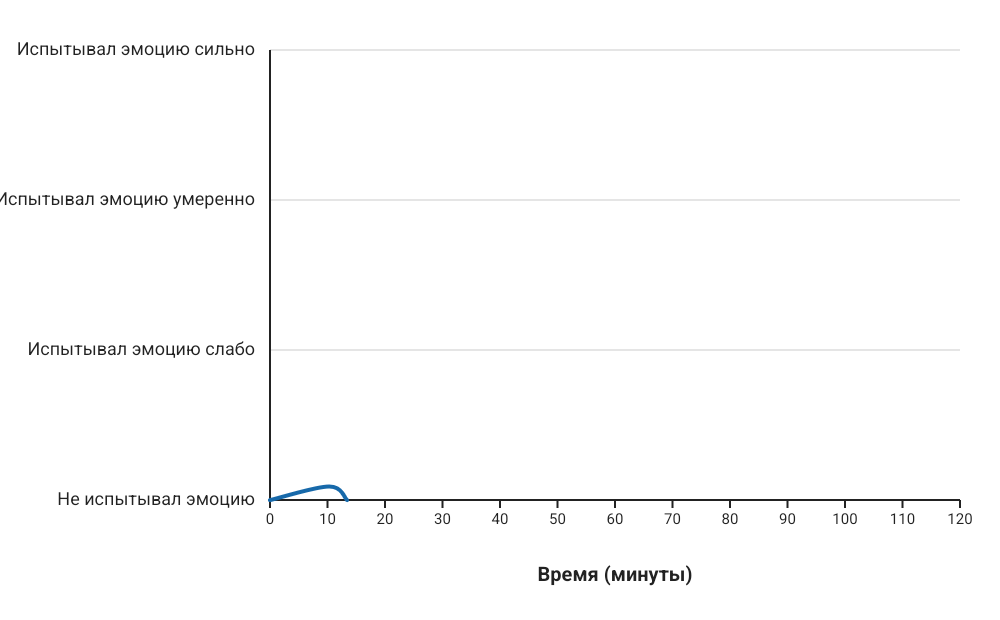 Испытывал эмоцию сильно
Испытывал эмоцию умеренно
Испытывал эмоцию слабо
Не испытывал эмоцию
0 10 20 30 40 50 60 70 80 90 100 110 120
Время (минуты)